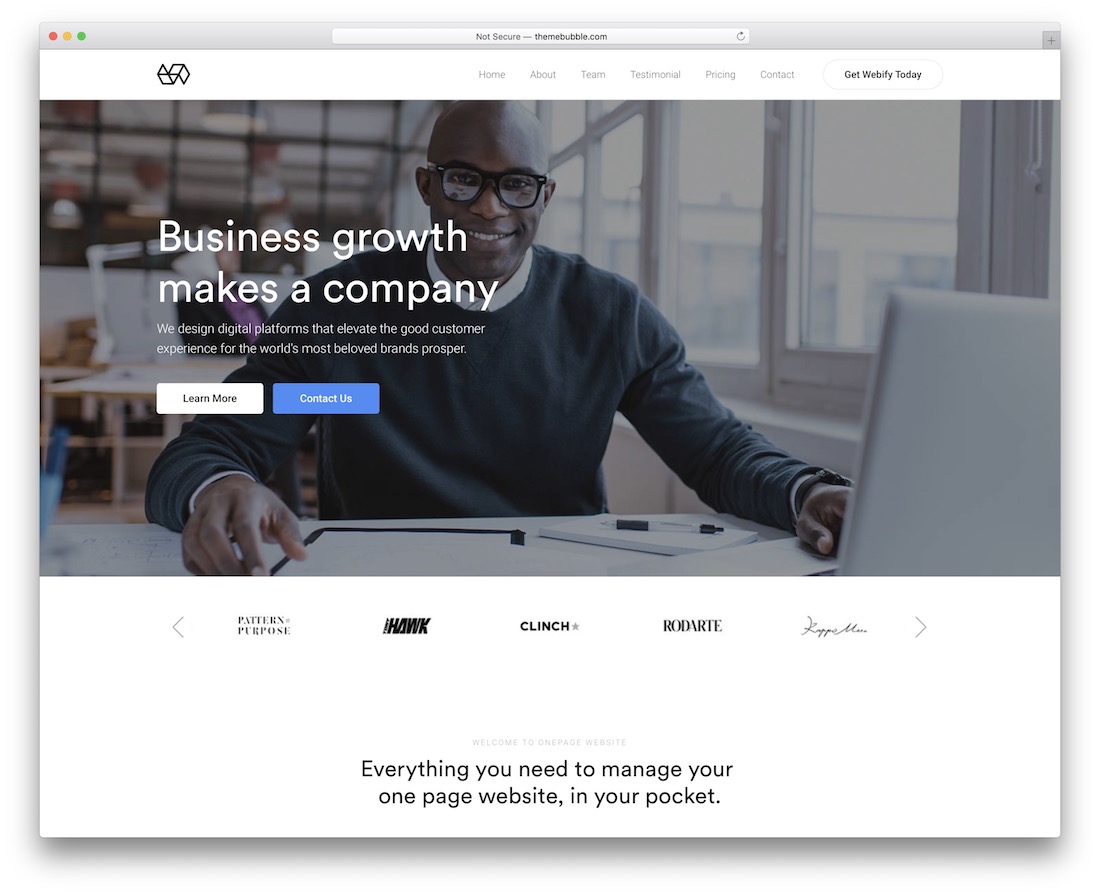 Not Secure — themebubble.com
Home About Team Testimonial Pricing Contact Get Webify Today
Business growth
makes a company
We design digital platforms that elevate the good customer
experience for the world's most beloved brands prosper.
Learn More Contact Us
PATTERN
PURPOSE
HAWK
CLINCH
RODARTE
WELCOME TO ONEPAGE WEBSITE
Everything you need to manage your
one page website, in your pocket.